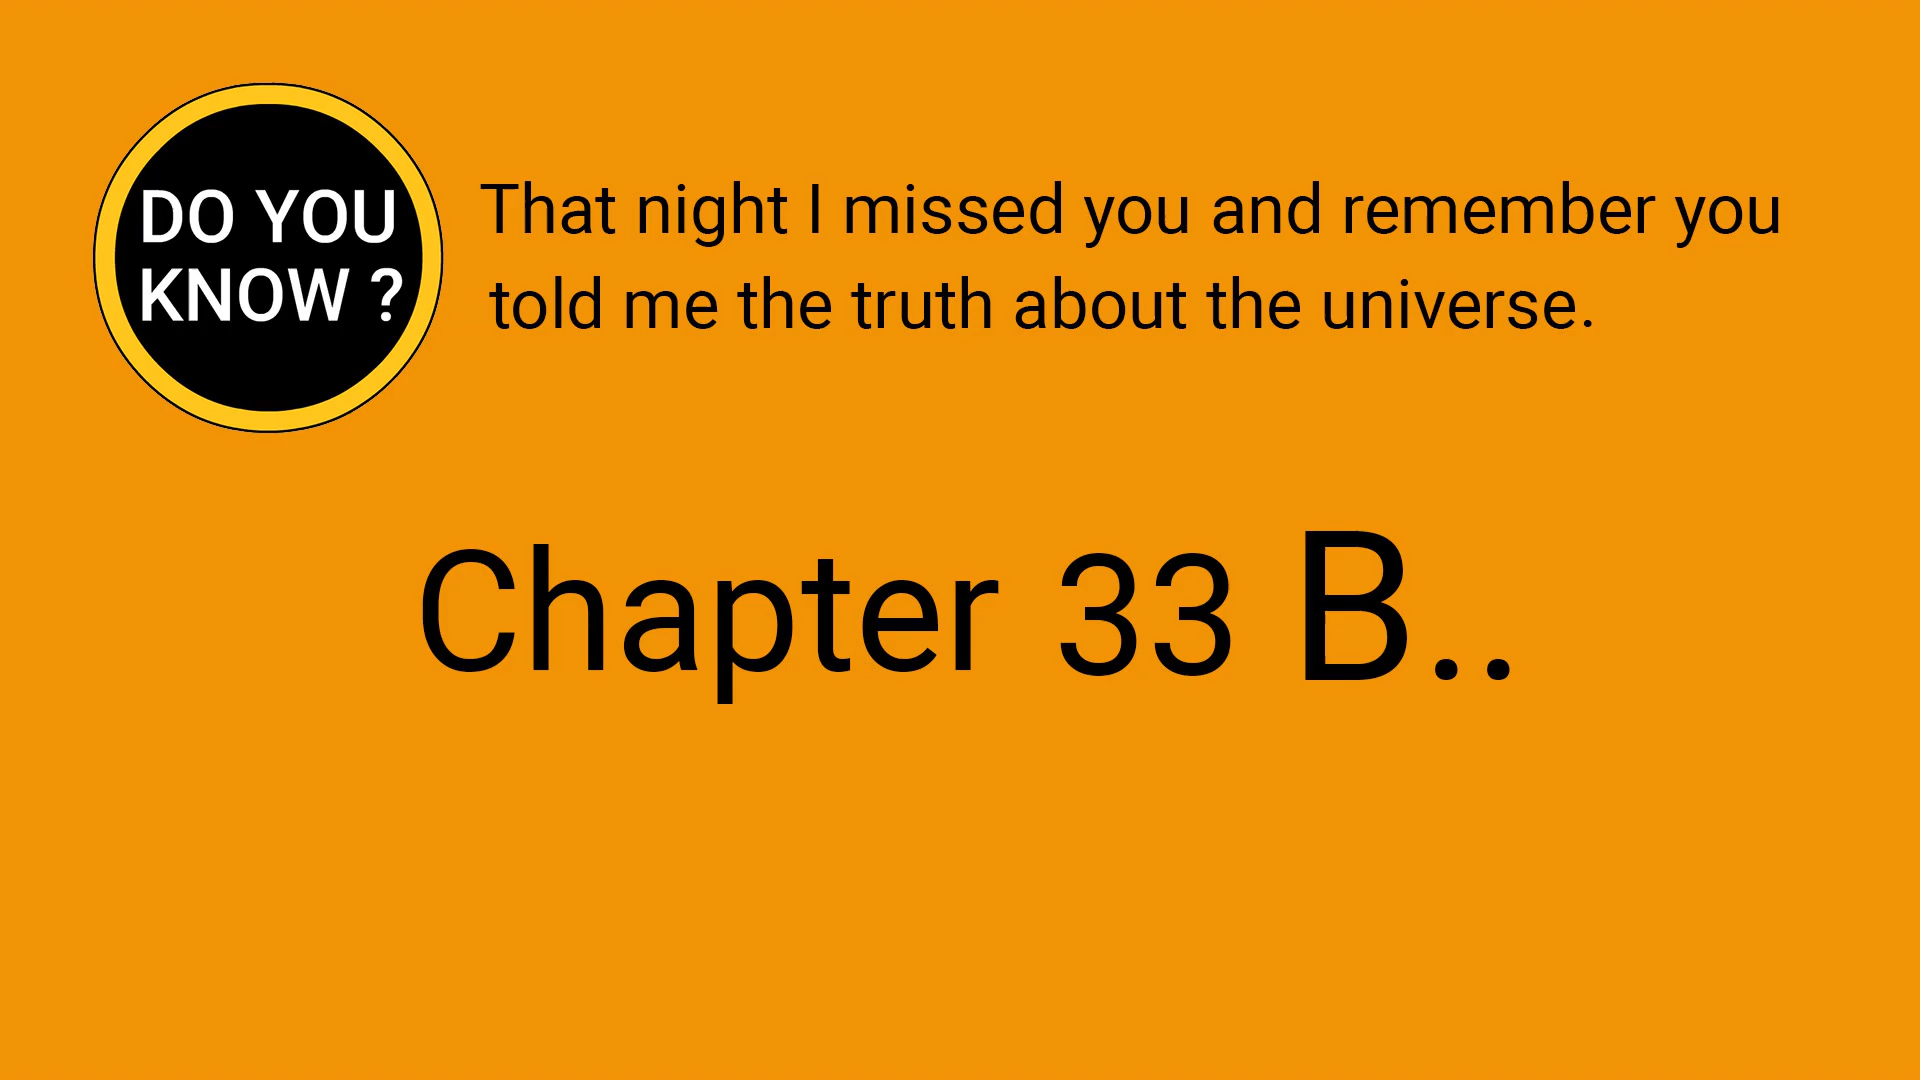 DO YOU
KNOW ?
That night I missed you and remember you
told me the truth about the universe.
Chapter 33 B..